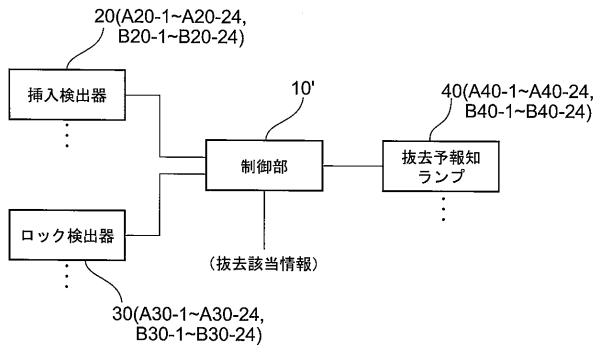 20(A20-1~A20-24,
B20-1~B20-24)
挿入検出器
10'
制御部
40(A40-1~A40-24,
B40-1~B40-24)
抜去予報知
ランプ
ロック検出器
(抜去該当情報)
30(A30-1~A30-24,
B30-1~B30-24)